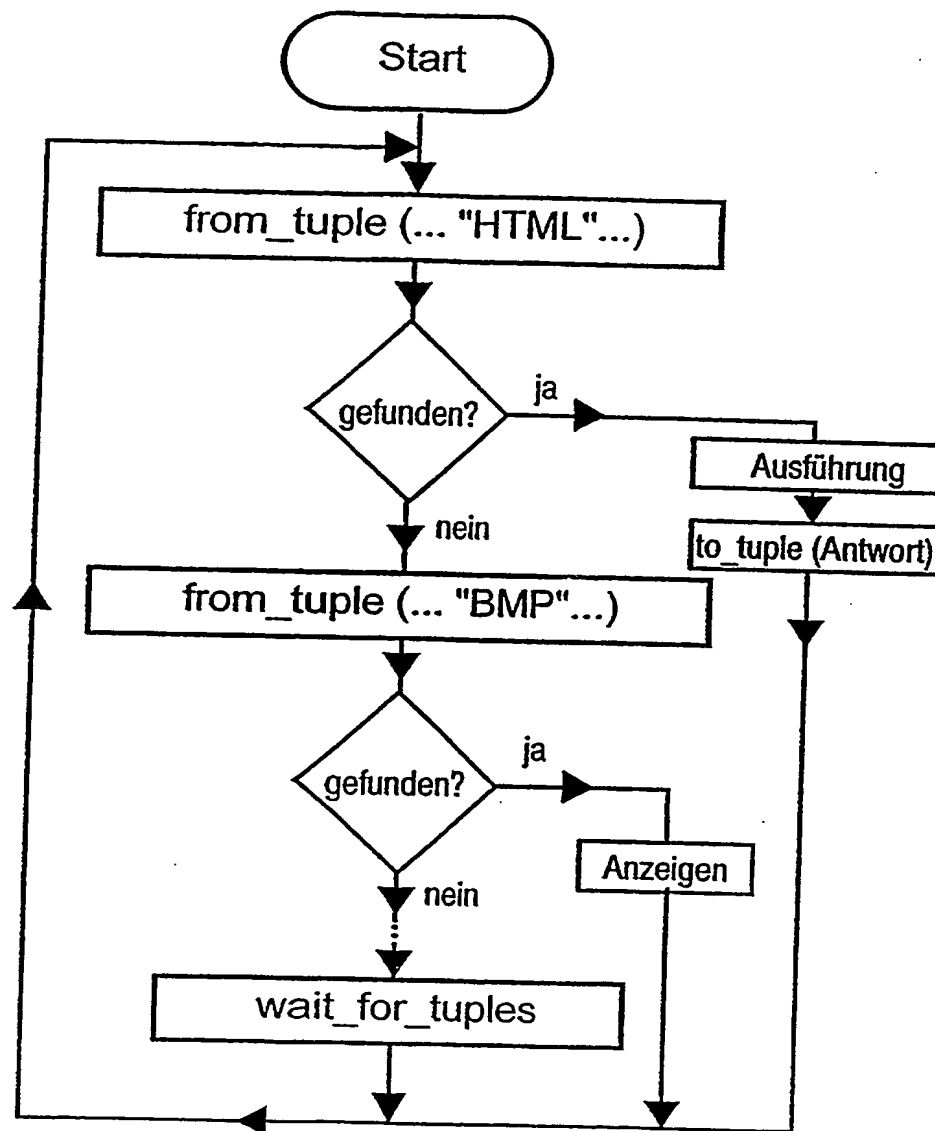 Start
from_tuple (... "HTML"...)
gefunden?
ja
Ausführung
nein
to_tuple (Antwort)
from_tuple (... "BMP"...)
gefunden?
ja
Anzeigen
nein
wait_for_tuples